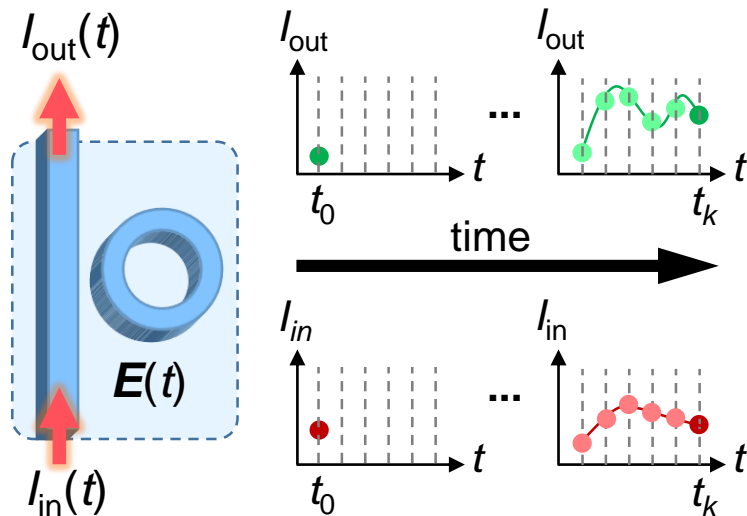 I_out(t)
E(t)
I_in(t)
I_out
t
t_0
...
I_out
t
t_k
time
I_in
t
t_0
...
I_in
t
t_k